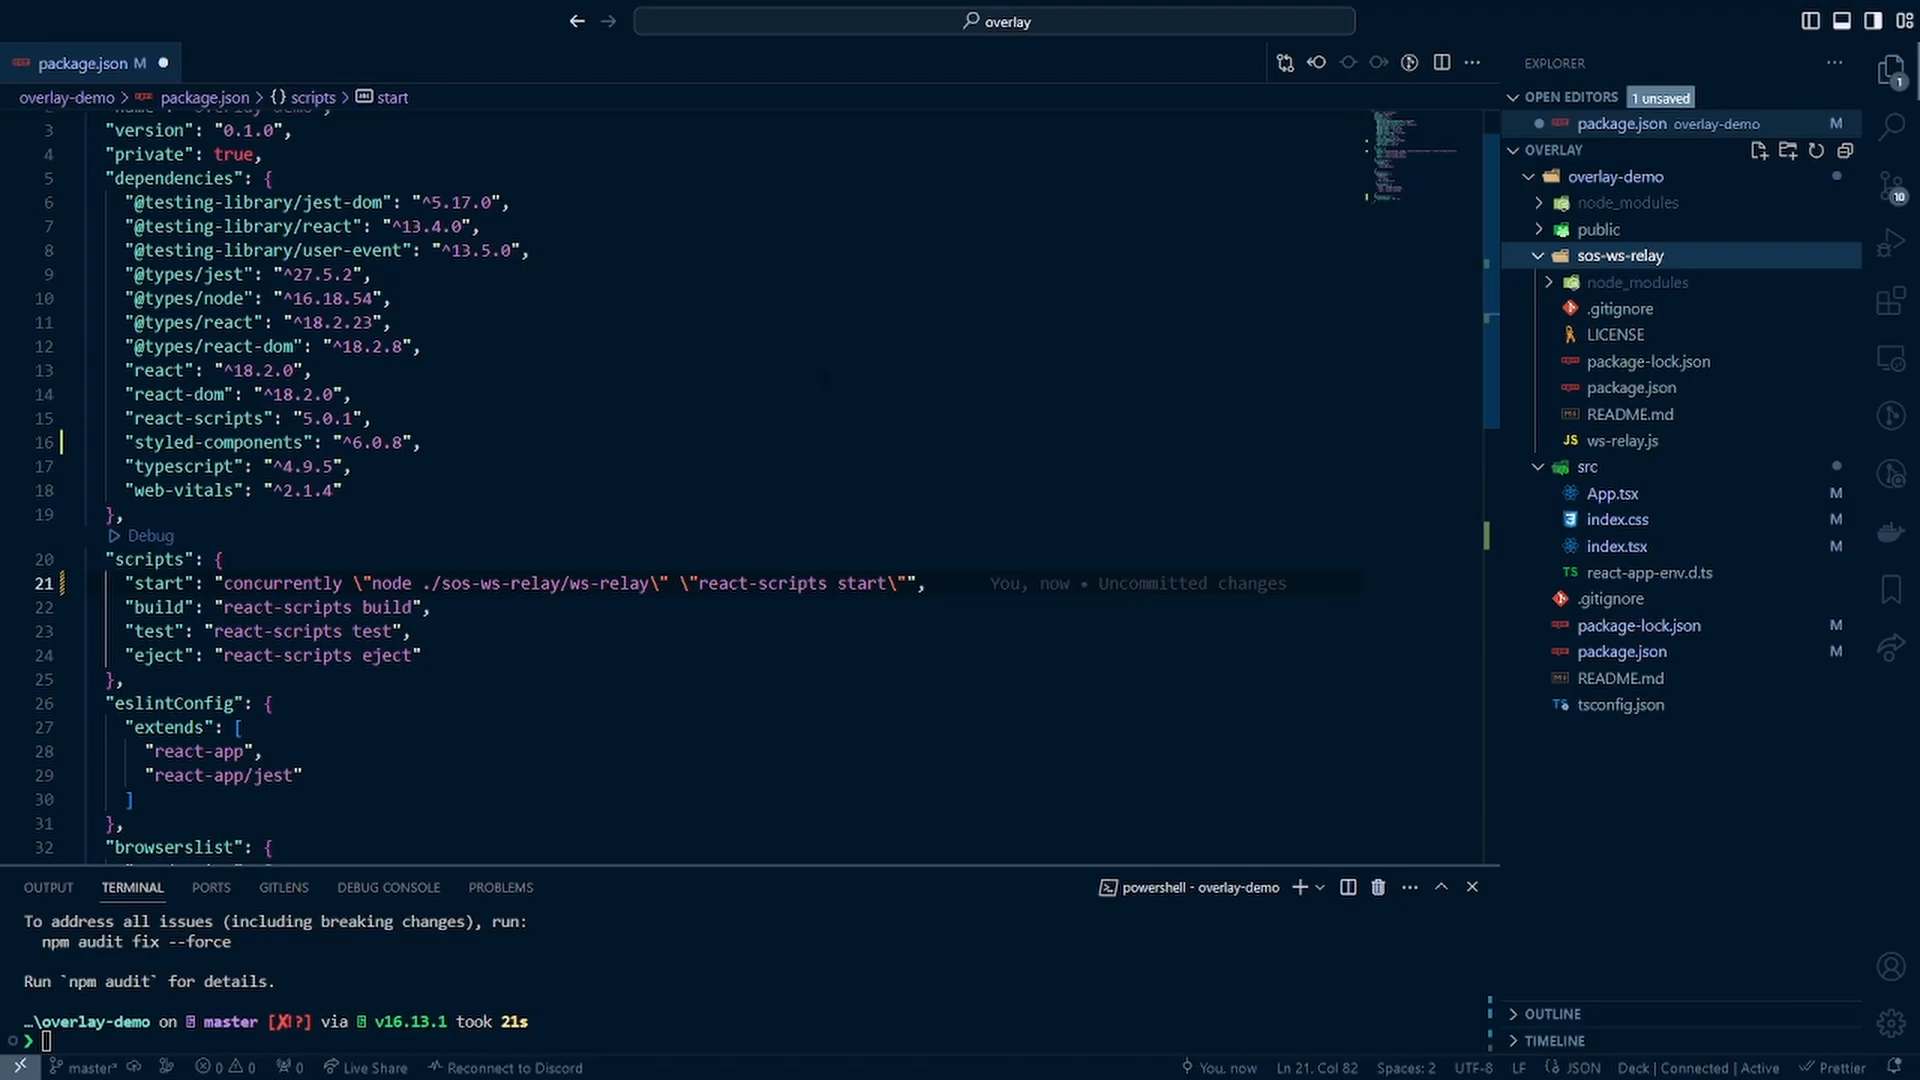 overlay
package.json M
overlay-demo > package.json > {} scripts > start
3 "version": "0.1.0",
4 "private": true,
5 "dependencies": {
6 "@testing-library/jest-dom": "^5.17.0",
7 "@testing-library/react": "^13.4.0",
8 "@testing-library/user-event": "^13.5.0",
9 "@types/jest": "^27.5.2",
10 "@types/node": "^16.18.54",
11 "@types/react": "^18.2.23",
12 "@types/react-dom": "^18.2.8",
13 "react": "^18.2.0",
14 "react-dom": "^18.2.0",
15 "react-scripts": "5.0.1",
16 "styled-components": "^6.0.8",
17 "typescript": "^4.9.5",
18 "web-vitals": "^2.1.4"
19 },
Debug
20 "scripts": {
21 "start": "concurrently \"node ./sos-ws-relay/ws-relay\" \"react-scripts start\"", You, now • Uncommitted changes
22 "build": "react-scripts build",
23 "test": "react-scripts test",
24 "eject": "react-scripts eject"
25 },
26 "eslintConfig": {
27 "extends": [
28 "react-app",
29 "react-app/jest"
30 ]
31 },
32 "browserslist": {
OUTPUT TERMINAL PORTS GITLENS DEBUG CONSOLE PROBLEMS
powershell - overlay-demo
To address all issues (including breaking changes), run:
npm audit fix --force
Run `npm audit` for details.
…\overlay-demo on master [✘!?] via v16.13.1 took 21s
❯
EXPLORER
OPEN EDITORS 1 unsaved
package.json overlay-demo M
OVERLAY
overlay-demo
node_modules
public
sos-ws-relay
node_modules
.gitignore
LICENSE
package-lock.json
package.json
README.md
JS ws-relay.js
src
App.tsx M
index.css M
index.tsx M
TS react-app-env.d.ts
.gitignore
package-lock.json M
package.json M
README.md
tsconfig.json
OUTLINE
TIMELINE
1
10
master* 0 0 0 Live Share Reconnect to Discord
You, now Ln 21, Col 82 Spaces: 2 UTF-8 LF {} JSON Deck | Connected | Active Prettier